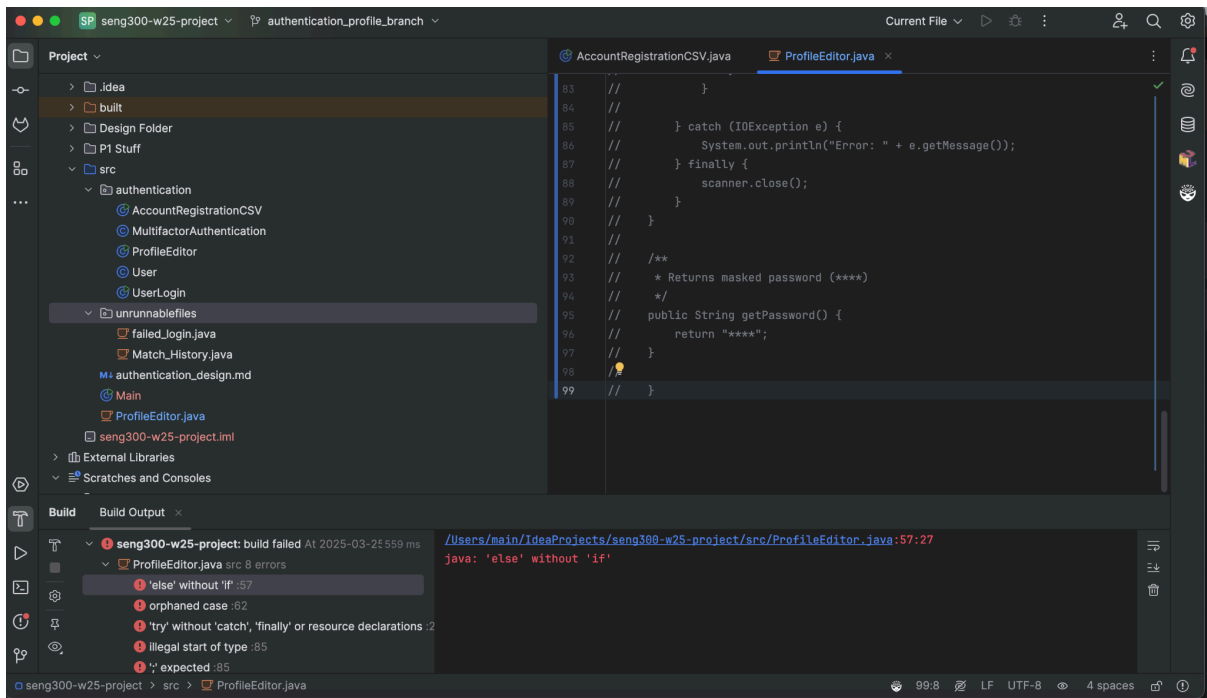 SP seng300-w25-project authentication_profile_branch Current File
Project
AccountRegistrationCSV.java ProfileEditor.java
.idea
built
Design Folder
P1 Stuff
src
authentication
AccountRegistrationCSV
MultifactorAuthentication
ProfileEditor
User
UserLogin
unrunnablefiles
failed_login.java
Match_History.java
M↓ authentication_design.md
Main
ProfileEditor.java
seng300-w25-project.iml
External Libraries
Scratches and Consoles
83 // }
84 //
85 // } catch (IOException e) {
86 // System.out.println("Error: " + e.getMessage());
87 // } finally {
88 // scanner.close();
89 // }
90 // }
91 //
92 // /**
93 // * Returns masked password (****)
94 // */
95 // public String getPassword() {
96 // return "****";
97 // }
98 //
99 // }
Build Build Output
seng300-w25-project: build failed At 2025-03-25 559 ms
ProfileEditor.java src 8 errors
'else' without 'if' :57
orphaned case :62
'try' without 'catch', 'finally' or resource declarations :2
illegal start of type :85
';' expected :85
/Users/main/IdeaProjects/seng300-w25-project/src/ProfileEditor.java:57:27
java: 'else' without 'if'
seng300-w25-project > src > ProfileEditor.java
99:8 LF UTF-8 4 spaces